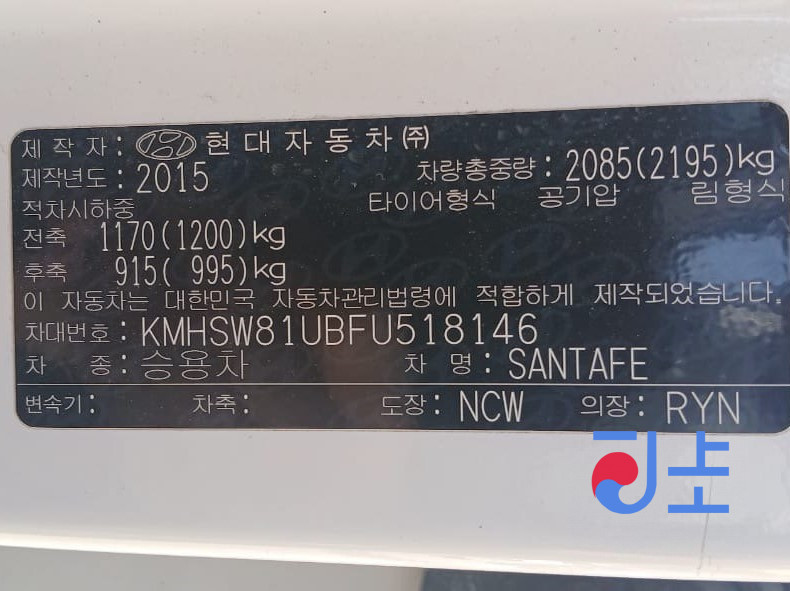 제 작 자 : 현대자동차㈜
제작년도 : 2015 차량총중량 : 2085(2195)kg
적차시하중 타이어형식 공기압 림형식
전축 1170(1200)kg
후축 915( 995)kg
이 자동차는 대한민국 자동차관리법령에 적합하게 제작되었습니다.
차대번호 : KMHSW81UBFU518146
차 종 : 승용차 차 명 : SANTAFE
변속기 : 차축 : 도장 : NCW 의장 : RYN